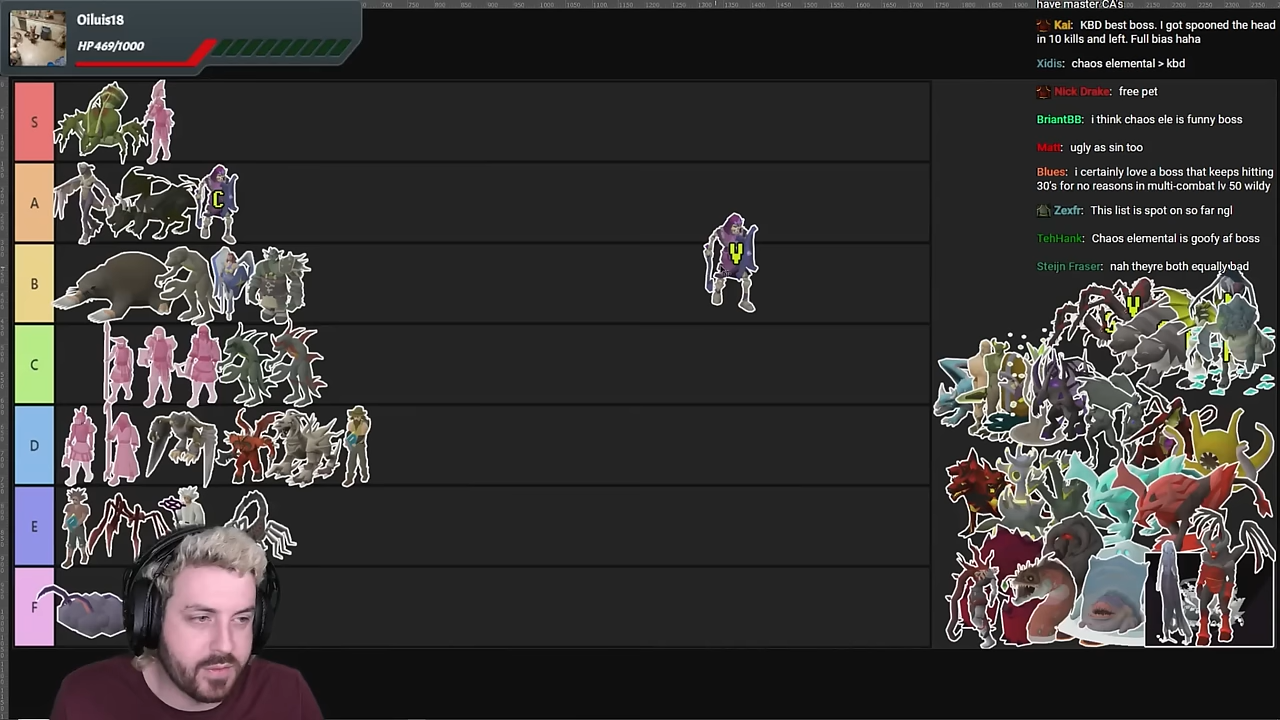 Oiluis18
HP 469/1000
have master CA's
Kai: KBD best boss. I got spooned the head
in 10 kills and left. Full bias haha
Xidis: chaos elemental > kbd
Nick Drake: free pet
BriantBB: i think chaos ele is funny boss
Matt: ugly as sin too
Blues: i certainly love a boss that keeps hitting
30's for no reasons in multi-combat lv 50 wildy
Zexfr: This list is spot on so far ngl
TehHank: Chaos elemental is goofy af boss
Steijn Fraser: nah theyre both equally bad
S
A
C
B
V
V
C
D
E
F